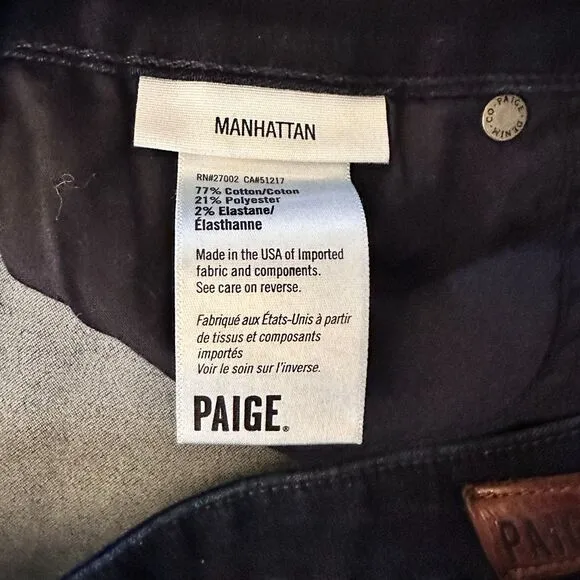 MANHATTAN
CO•PAIGE•DENIM•
RN#27002 CA#51217
77% Cotton/Coton
21% Polyester
2% Elastane/
Élasthanne
Made in the USA of Imported
fabric and components.
See care on reverse.
Fabriqué aux États-Unis à partir
de tissus et composants
importés
Voir le soin sur l'inverse.
PAIGE®